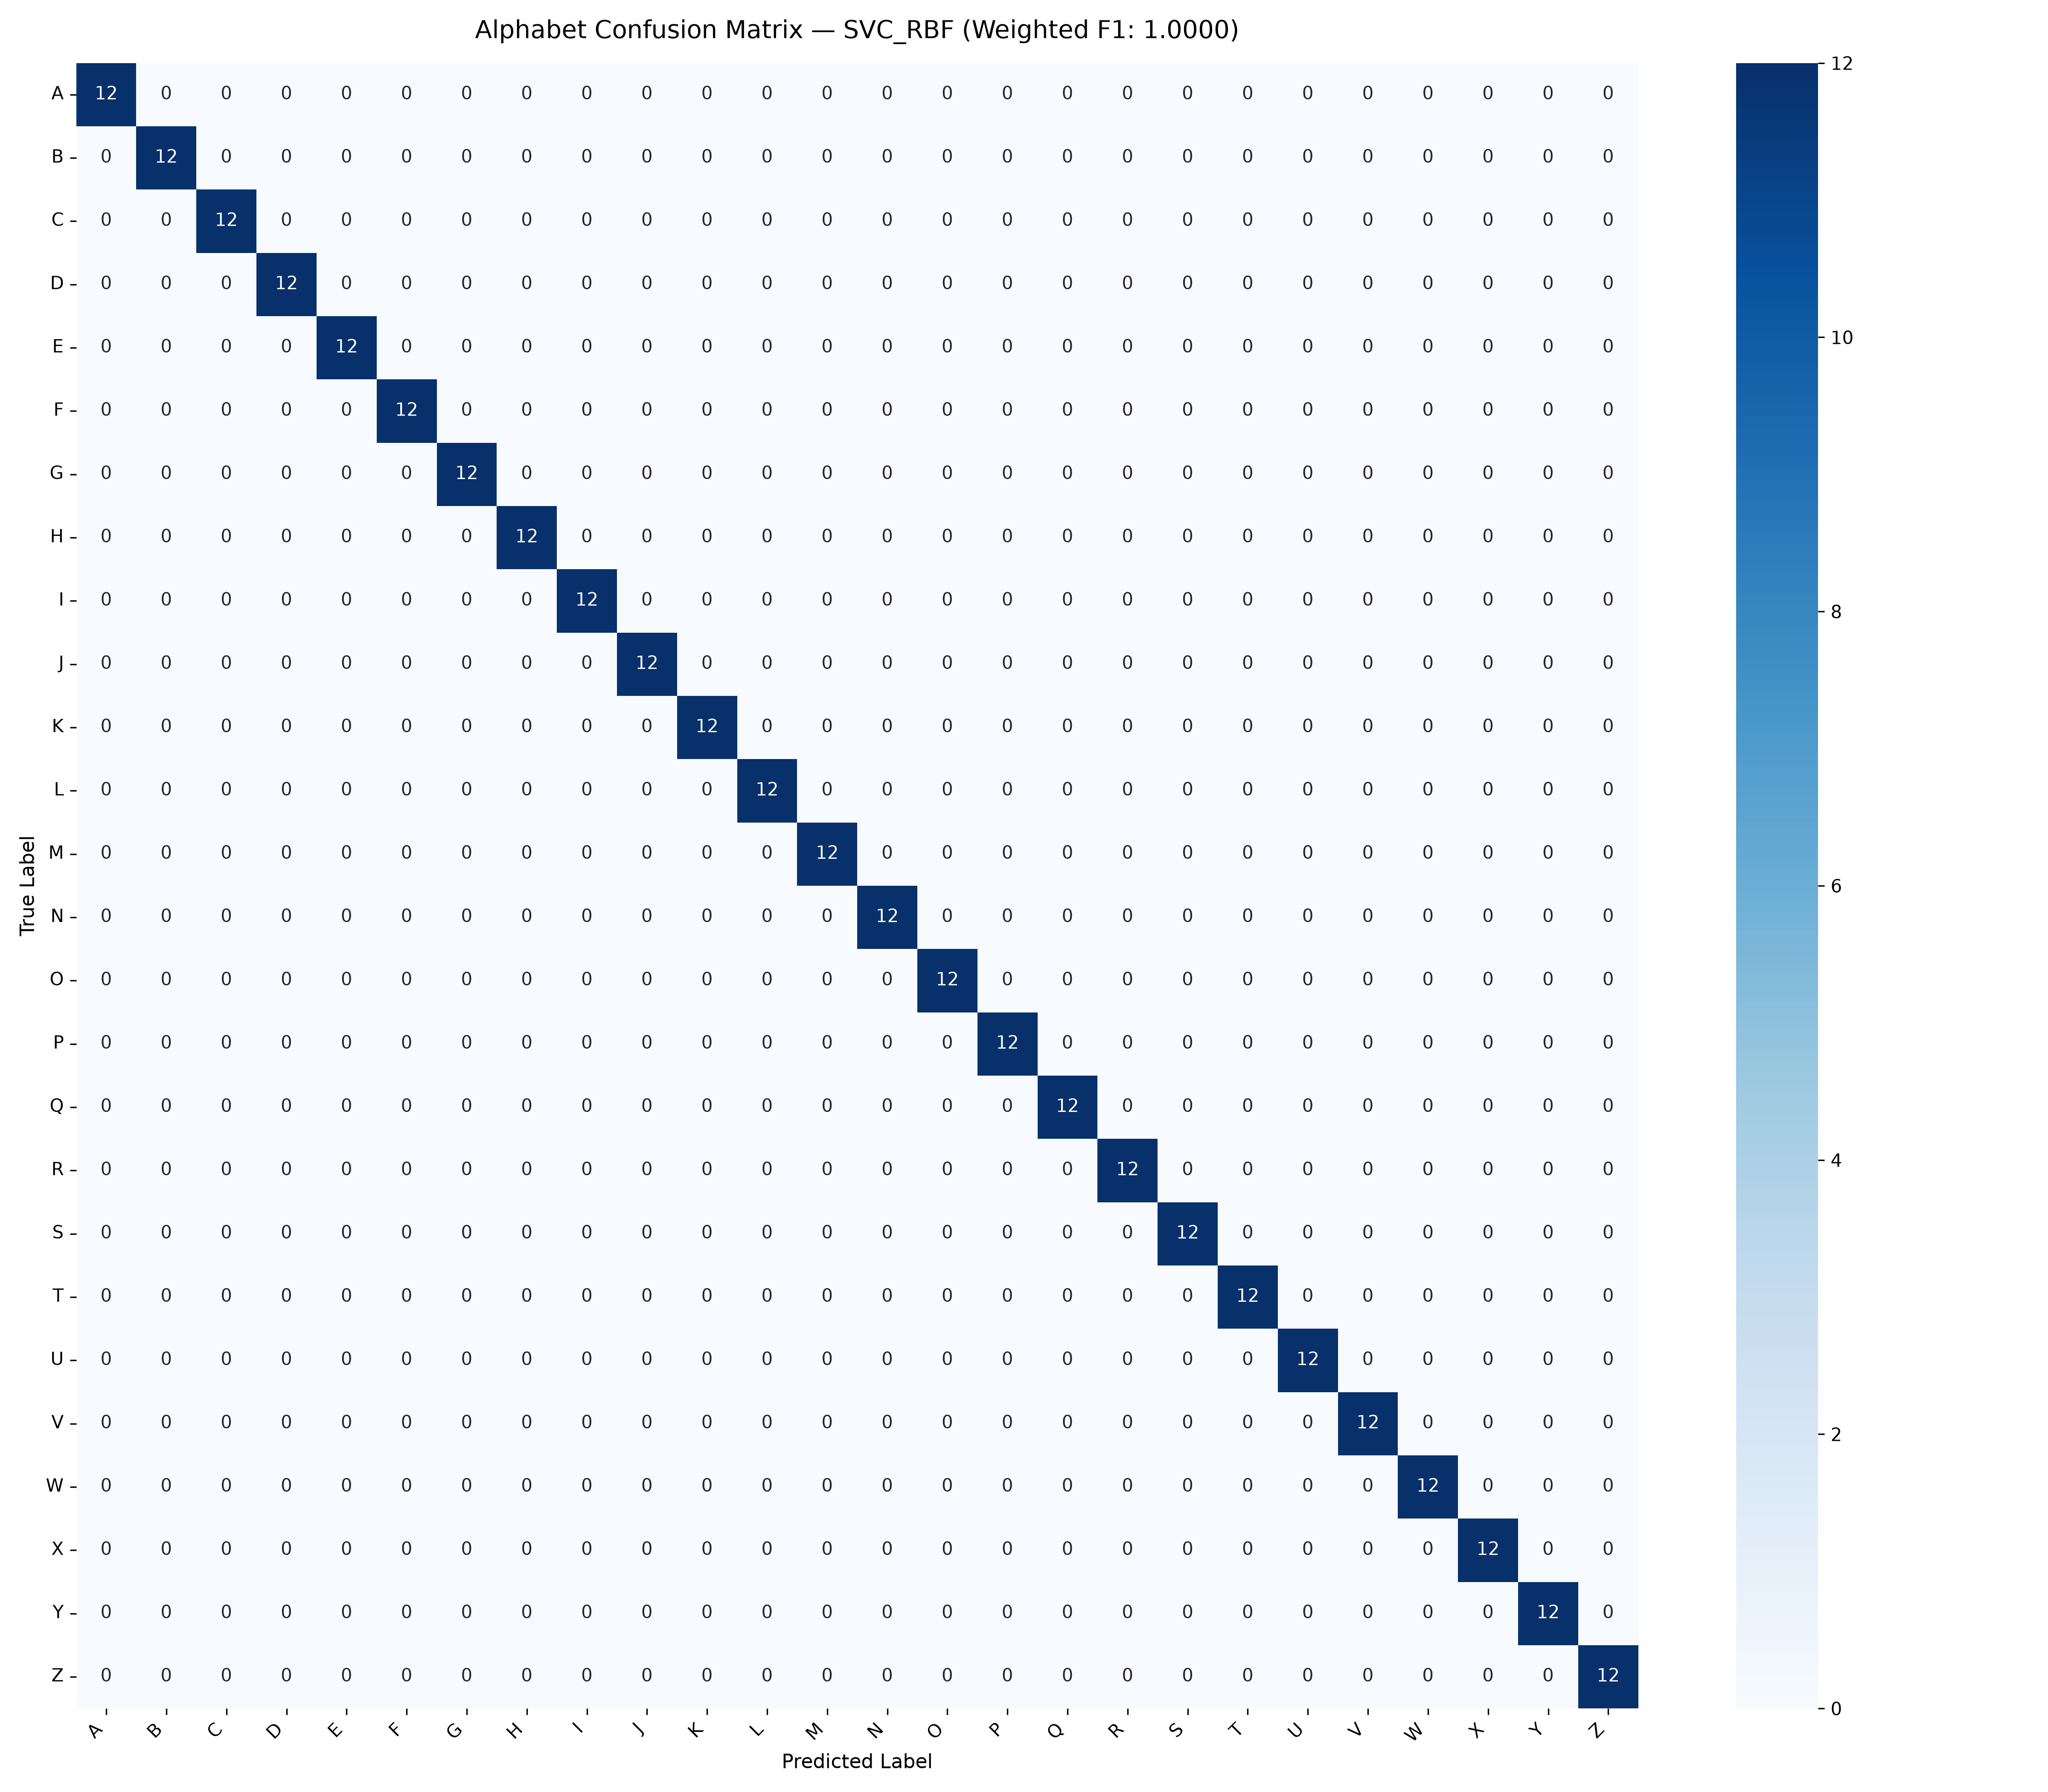 Alphabet Confusion Matrix — SVC_RBF (Weighted F1: 1.0000)
A 12 0 0 0 0 0 0 0 0 0 0 0 0 0 0 0 0 0 0 0 0 0 0 0 0 0
B 0 12 0 0 0 0 0 0 0 0 0 0 0 0 0 0 0 0 0 0 0 0 0 0 0 0
C 0 0 12 0 0 0 0 0 0 0 0 0 0 0 0 0 0 0 0 0 0 0 0 0 0 0
D 0 0 0 12 0 0 0 0 0 0 0 0 0 0 0 0 0 0 0 0 0 0 0 0 0 0
E 0 0 0 0 12 0 0 0 0 0 0 0 0 0 0 0 0 0 0 0 0 0 0 0 0 0
F 0 0 0 0 0 12 0 0 0 0 0 0 0 0 0 0 0 0 0 0 0 0 0 0 0 0
G 0 0 0 0 0 0 12 0 0 0 0 0 0 0 0 0 0 0 0 0 0 0 0 0 0 0
H 0 0 0 0 0 0 0 12 0 0 0 0 0 0 0 0 0 0 0 0 0 0 0 0 0 0
I 0 0 0 0 0 0 0 0 12 0 0 0 0 0 0 0 0 0 0 0 0 0 0 0 0 0
J 0 0 0 0 0 0 0 0 0 12 0 0 0 0 0 0 0 0 0 0 0 0 0 0 0 0
K 0 0 0 0 0 0 0 0 0 0 12 0 0 0 0 0 0 0 0 0 0 0 0 0 0 0
L 0 0 0 0 0 0 0 0 0 0 0 12 0 0 0 0 0 0 0 0 0 0 0 0 0 0
M 0 0 0 0 0 0 0 0 0 0 0 0 12 0 0 0 0 0 0 0 0 0 0 0 0 0
N 0 0 0 0 0 0 0 0 0 0 0 0 0 12 0 0 0 0 0 0 0 0 0 0 0 0
O 0 0 0 0 0 0 0 0 0 0 0 0 0 0 12 0 0 0 0 0 0 0 0 0 0 0
P 0 0 0 0 0 0 0 0 0 0 0 0 0 0 0 12 0 0 0 0 0 0 0 0 0 0
Q 0 0 0 0 0 0 0 0 0 0 0 0 0 0 0 0 12 0 0 0 0 0 0 0 0 0
R 0 0 0 0 0 0 0 0 0 0 0 0 0 0 0 0 0 12 0 0 0 0 0 0 0 0
S 0 0 0 0 0 0 0 0 0 0 0 0 0 0 0 0 0 0 12 0 0 0 0 0 0 0
T 0 0 0 0 0 0 0 0 0 0 0 0 0 0 0 0 0 0 0 12 0 0 0 0 0 0
U 0 0 0 0 0 0 0 0 0 0 0 0 0 0 0 0 0 0 0 0 12 0 0 0 0 0
V 0 0 0 0 0 0 0 0 0 0 0 0 0 0 0 0 0 0 0 0 0 12 0 0 0 0
W 0 0 0 0 0 0 0 0 0 0 0 0 0 0 0 0 0 0 0 0 0 0 12 0 0 0
X 0 0 0 0 0 0 0 0 0 0 0 0 0 0 0 0 0 0 0 0 0 0 0 12 0 0
Y 0 0 0 0 0 0 0 0 0 0 0 0 0 0 0 0 0 0 0 0 0 0 0 0 12 0
Z 0 0 0 0 0 0 0 0 0 0 0 0 0 0 0 0 0 0 0 0 0 0 0 0 0 12
A B C D E F G H I J K L M N O P Q R S T U V W X Y Z
Predicted Label
True Label
12
10
8
6
4
2
0